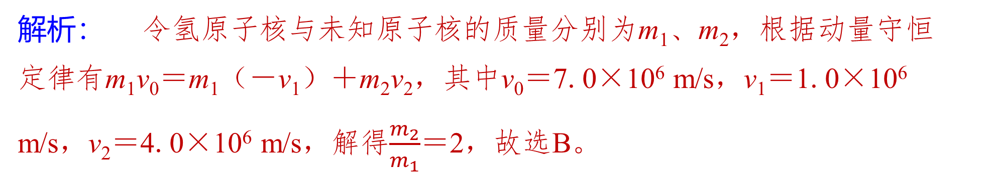 解析： 令氢原子核与未知原子核的质量分别为m₁、m₂，根据动量守恒
定律有m₁v₀＝m₁（－v₁）＋m₂v₂，其中v₀＝7. 0×10⁶ m/s，v₁＝1. 0×10⁶
m/s，v₂＝4. 0×10⁶ m/s，解得m₂/m₁＝2，故选B。